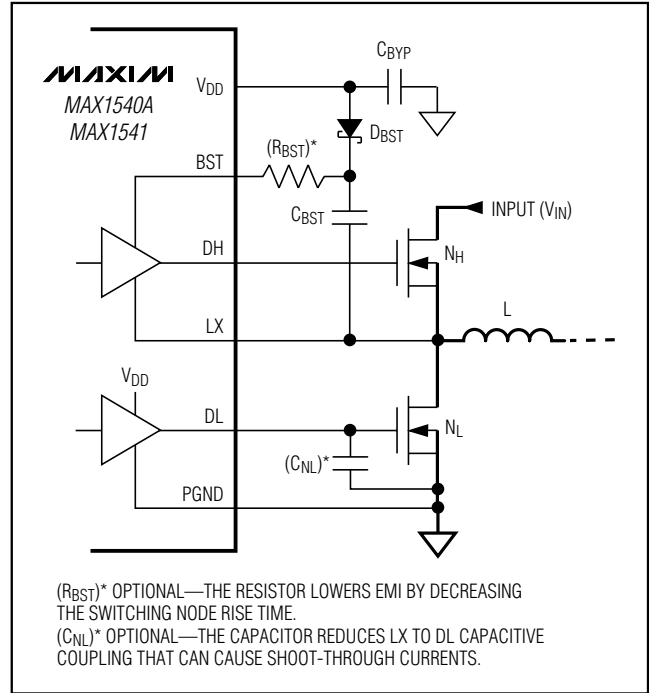 CBYP
MAXIM
VDD
MAX1540A
MAX1541
DBST
BST
(RBST)*
CBST
INPUT (VIN)
DH
NH
L
LX
VDD
DL
NL
(CNL)*
PGND
(RBST)* OPTIONAL—THE RESISTOR LOWERS EMI BY DECREASING
THE SWITCHING NODE RISE TIME.
(CNL)* OPTIONAL—THE CAPACITOR REDUCES LX TO DL CAPACITIVE
COUPLING THAT CAN CAUSE SHOOT-THROUGH CURRENTS.